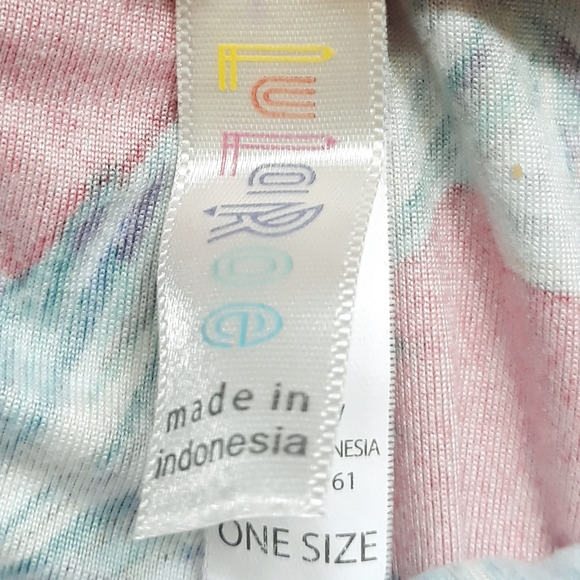 LuLaRoe
made in
indonesia
NESIA
61
ONE SIZE